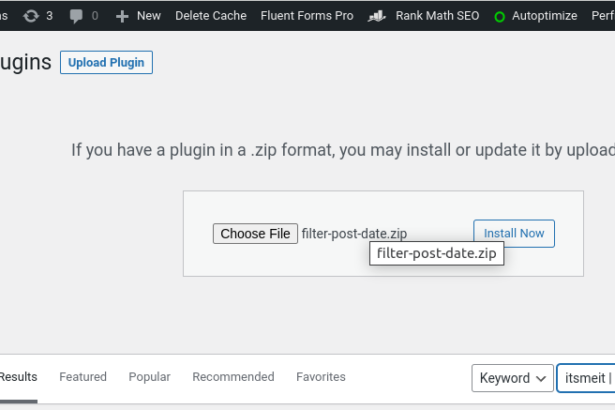 3 0 New Delete Cache Fluent Forms Pro Rank Math SEO Autoptimize Perf
ugins Upload Plugin
If you have a plugin in a .zip format, you may install or update it by upload
Choose File filter-post-date.zip Install Now
filter-post-date.zip
Results Featured Popular Recommended Favorites Keyword itsmeit |